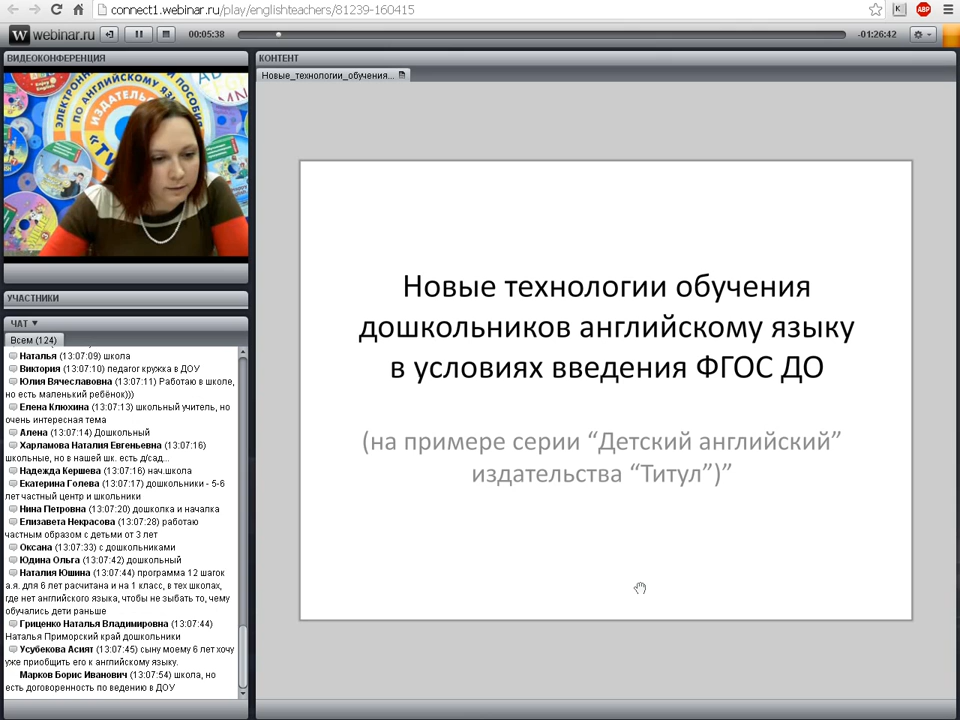 connect1.webinar.ru/play/englishteachers/81239-160415
webinar.ru
00:05:38
-01:26:42
ВИДЕОКОНФЕРЕНЦИЯ
ЭЛЕКТРОННЫЕ
ПОСОБИЯ
ПО АНГЛИЙСКОМУ ЯЗЫ
ИЗДАТЕЛЬСТВО
УЧАСТНИКИ
ЧАТ
Всем (124)
Наталья (13:07:09) школа
Виктория (13:07:10) педагог кружка в ДОУ
Юлия Вячеславовна (13:07:11) Работаю в школе,
но есть маленький ребёнок)))
Елена Клюхина (13:07:13) школьный учитель, но
очень интересная тема
Алена (13:07:14) Дошкольный
Харламова Наталия Евгеньевна (13:07:16)
школьные, но в нашей шк. есть д/сад...
Надежда Кершева (13:07:16) нач.школа
Екатерина Голева (13:07:17) дошкольники - 5-6
лет частный центр и школьники
Нина Петровна (13:07:20) дошколка и началка
Елизавета Некрасова (13:07:28) работаю
частным образом с детьми от 3 лет
Оксана (13:07:33) с дошкольниками
Юдина Ольга (13:07:42) дошкольный
Наталия Юшина (13:07:44) программа 12 шагок
а.я. для 6 лет расчитана и на 1 класс, в тех школах,
где нет английского языка, чтобы не зыбать то, чему
обучались дети раньше
Гриценко Наталья Владимировна (13:07:44)
Наталья Приморский край дошкольники
Усубекова Асият (13:07:45) сыну моему 6 лет хочу
уже приобщить его к английскому языку.
Марков Борис Иванович (13:07:54) школа, но
есть договоренность по ведению в ДОУ
КОНТЕНТ
Новые_технологии_обучения...
Новые технологии обучения
дошкольников английскому языку
в условиях введения ФГОС ДО
(на примере серии “Детский английский”
издательства “Титул”)”